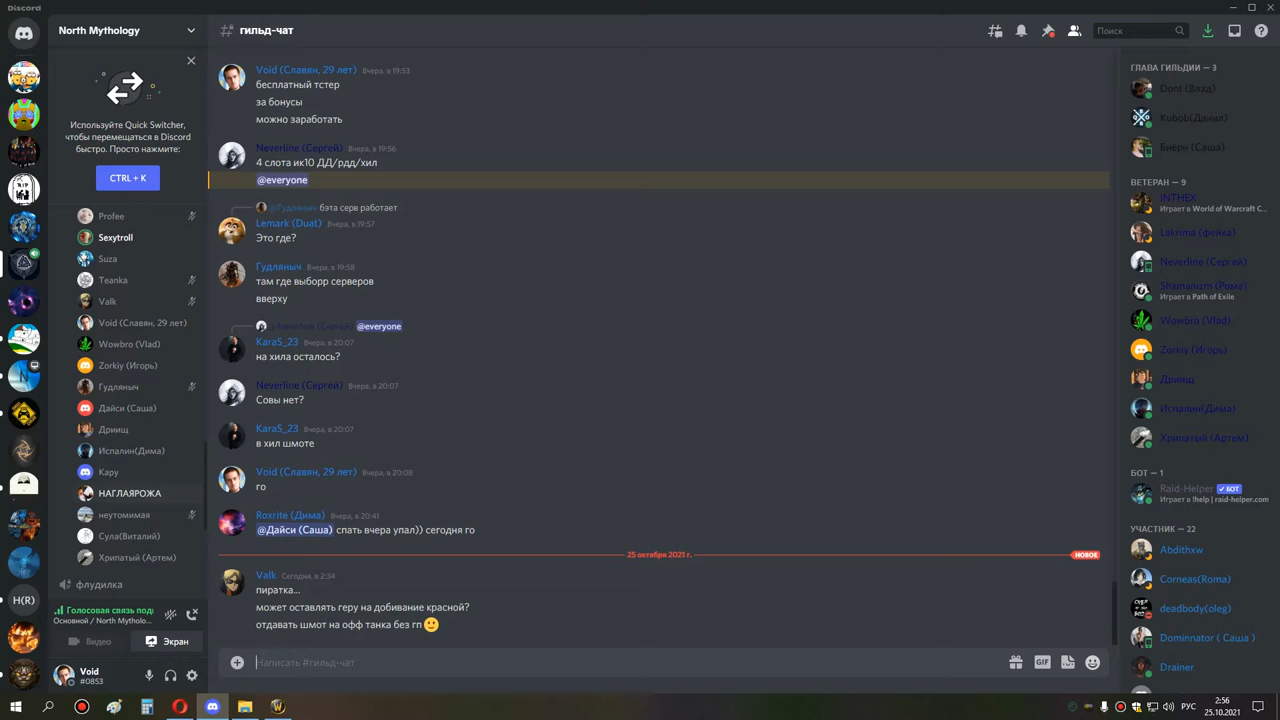 Discord
North Mythology
Используйте Quick Switcher,
чтобы перемещаться в Discord
быстро. Просто нажмите:
CTRL + K
Profee
Sexytroll
Suza
Teanka
Valk
Void (Славян, 29 лет)
Wowbro (Vlad)
Zorkiy (Игорь)
Гудляныч
Дайси (Саша)
Дриищ
Испалин(Дима)
Кару
НАГЛАЯРОЖА
неутомимая
Сула(Виталий)
Хрипатый (Артем)
флудилка
H(R)
Голосовая связь под
Основной / North Mytholo...
Видео
Экран
Void
#0853
гильд-чат
Поиск
Void (Славян, 29 лет) Вчера, в 19:53
бесплатный тстер
за бонусы
можно заработать
Neverline (Сергей) Вчера, в 19:56
4 слота ик10 ДД/рдд/хил
@everyone
@Гудляныч бэта серв работает
Lemark (Duat) Вчера, в 19:57
Это где?
Гудляныч Вчера, в 19:58
там где выборр серверов
вверху
Neverline (Сергей) @everyone
KaraS_23 Вчера, в 20:07
на хила осталось?
Neverline (Сергей) Вчера, в 20:07
Совы нет?
KaraS_23 Вчера, в 20:07
в хил шмоте
Void (Славян, 29 лет) Вчера, в 20:08
го
Roxrite (Дима) Вчера, в 20:41
@Дайси (Саша) спать вчера упал)) сегодня го
25 октября 2021 г.
НОВОЕ
Valk Сегодня, в 2:34
пиратка...
может оставлять геру на добивание красной?
отдавать шмот на офф танка без гп
Написать #гильд-чат
GIF
ГЛАВА ГИЛЬДИИ — 3
Dont (Влад)
Kubob(Данил)
Биёри (Саша)
ВЕТЕРАН — 9
INTHEX
Играет в World of Warcraft C...
Lakrima (фейка)
Neverline (Сергей)
Shamanizm (Рома)
Играет в Path of Exile
Wowbro (Vlad)
Zorkiy (Игорь)
Дриищ
Испалин(Дима)
Хрипатый (Артем)
БОТ — 1
Raid-Helper БОТ
Играет в !help | raid-helper.com
УЧАСТНИК — 22
Abdithxw
Corneas(Roma)
deadbody(oleg)
Dominnator ( Саша )
Drainer
РУС
2:56
25.10.2021